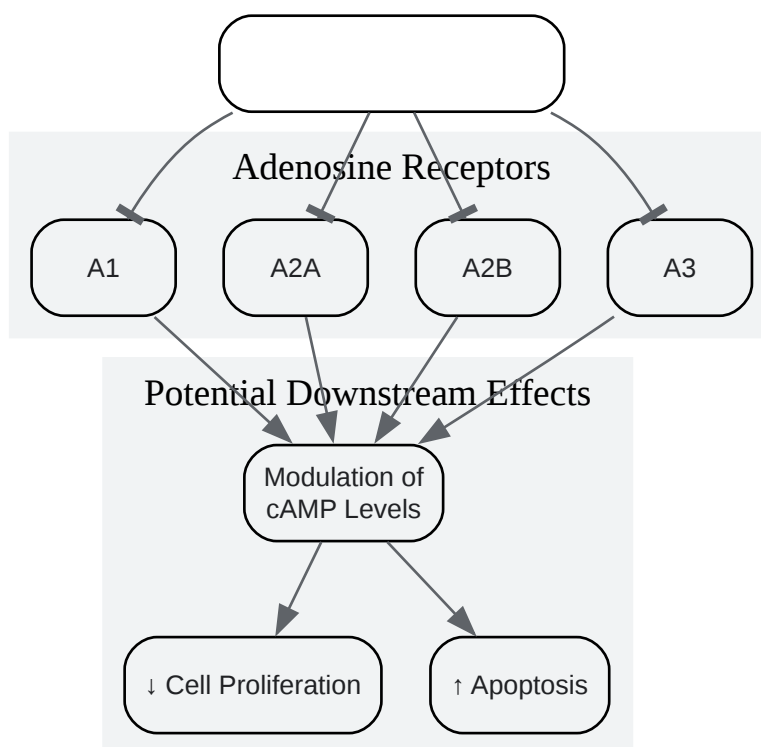 Adenosine Receptors
A1
A2A
A2B
A3
Potential Downstream Effects
Modulation of
cAMP Levels
↓ Cell Proliferation
↑ Apoptosis